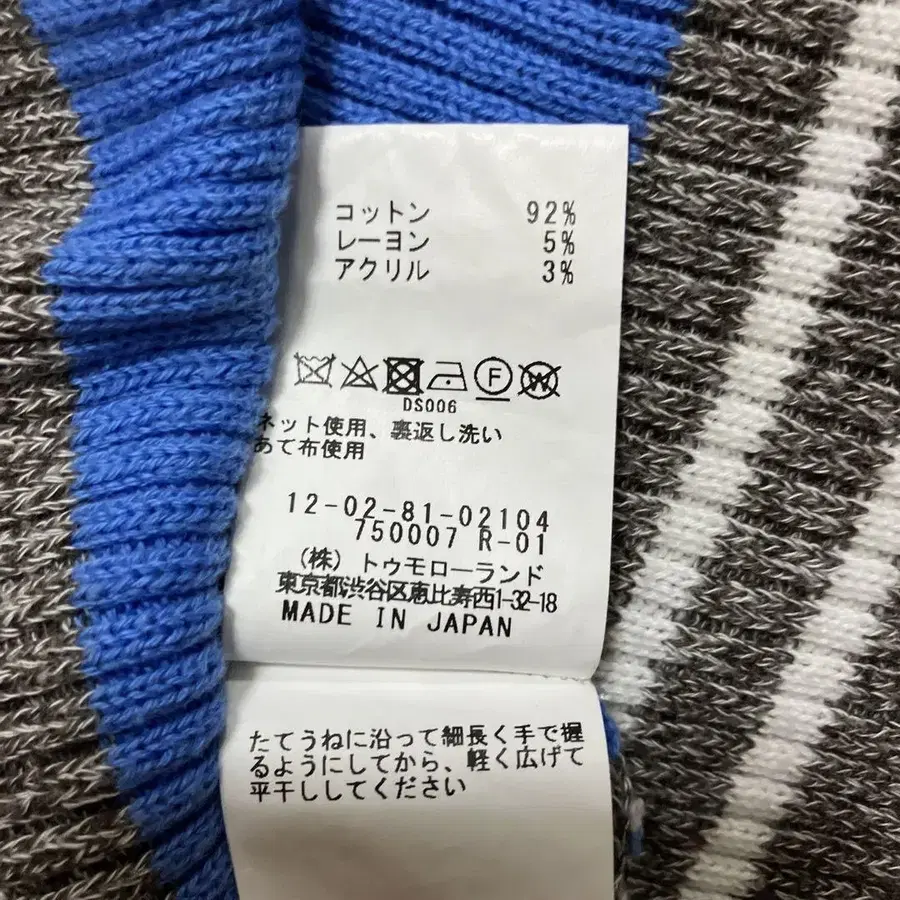 コットン 92%
レーヨン 5%
アクリル 3%
F W
DS006
ネット使用、裏返し洗い
あて布使用
12-02-81-02104
750007 R-01
(株) トゥモローランド
東京都渋谷区恵比寿西1-32-18
MADE IN JAPAN
たてうねに沿って細長く手で握
るようにしてから、軽く広げて
平干ししてください